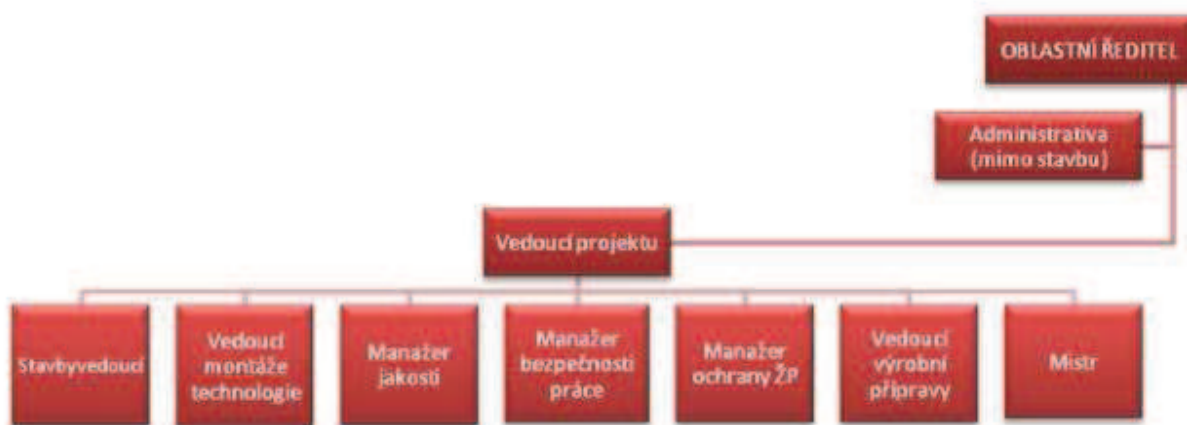 OBLASTNÍ ŘEDITEL
Administrativa
(mimo stavbu)
Vedoucí projektu
Stavbyvedoucí
Vedoucí
montáže
technologie
Manažer
jakosti
Manažer
bezpečnosti
práce
Manažer
ochrany ŽP
Vedoucí
výrobní
přípravy
Mistr